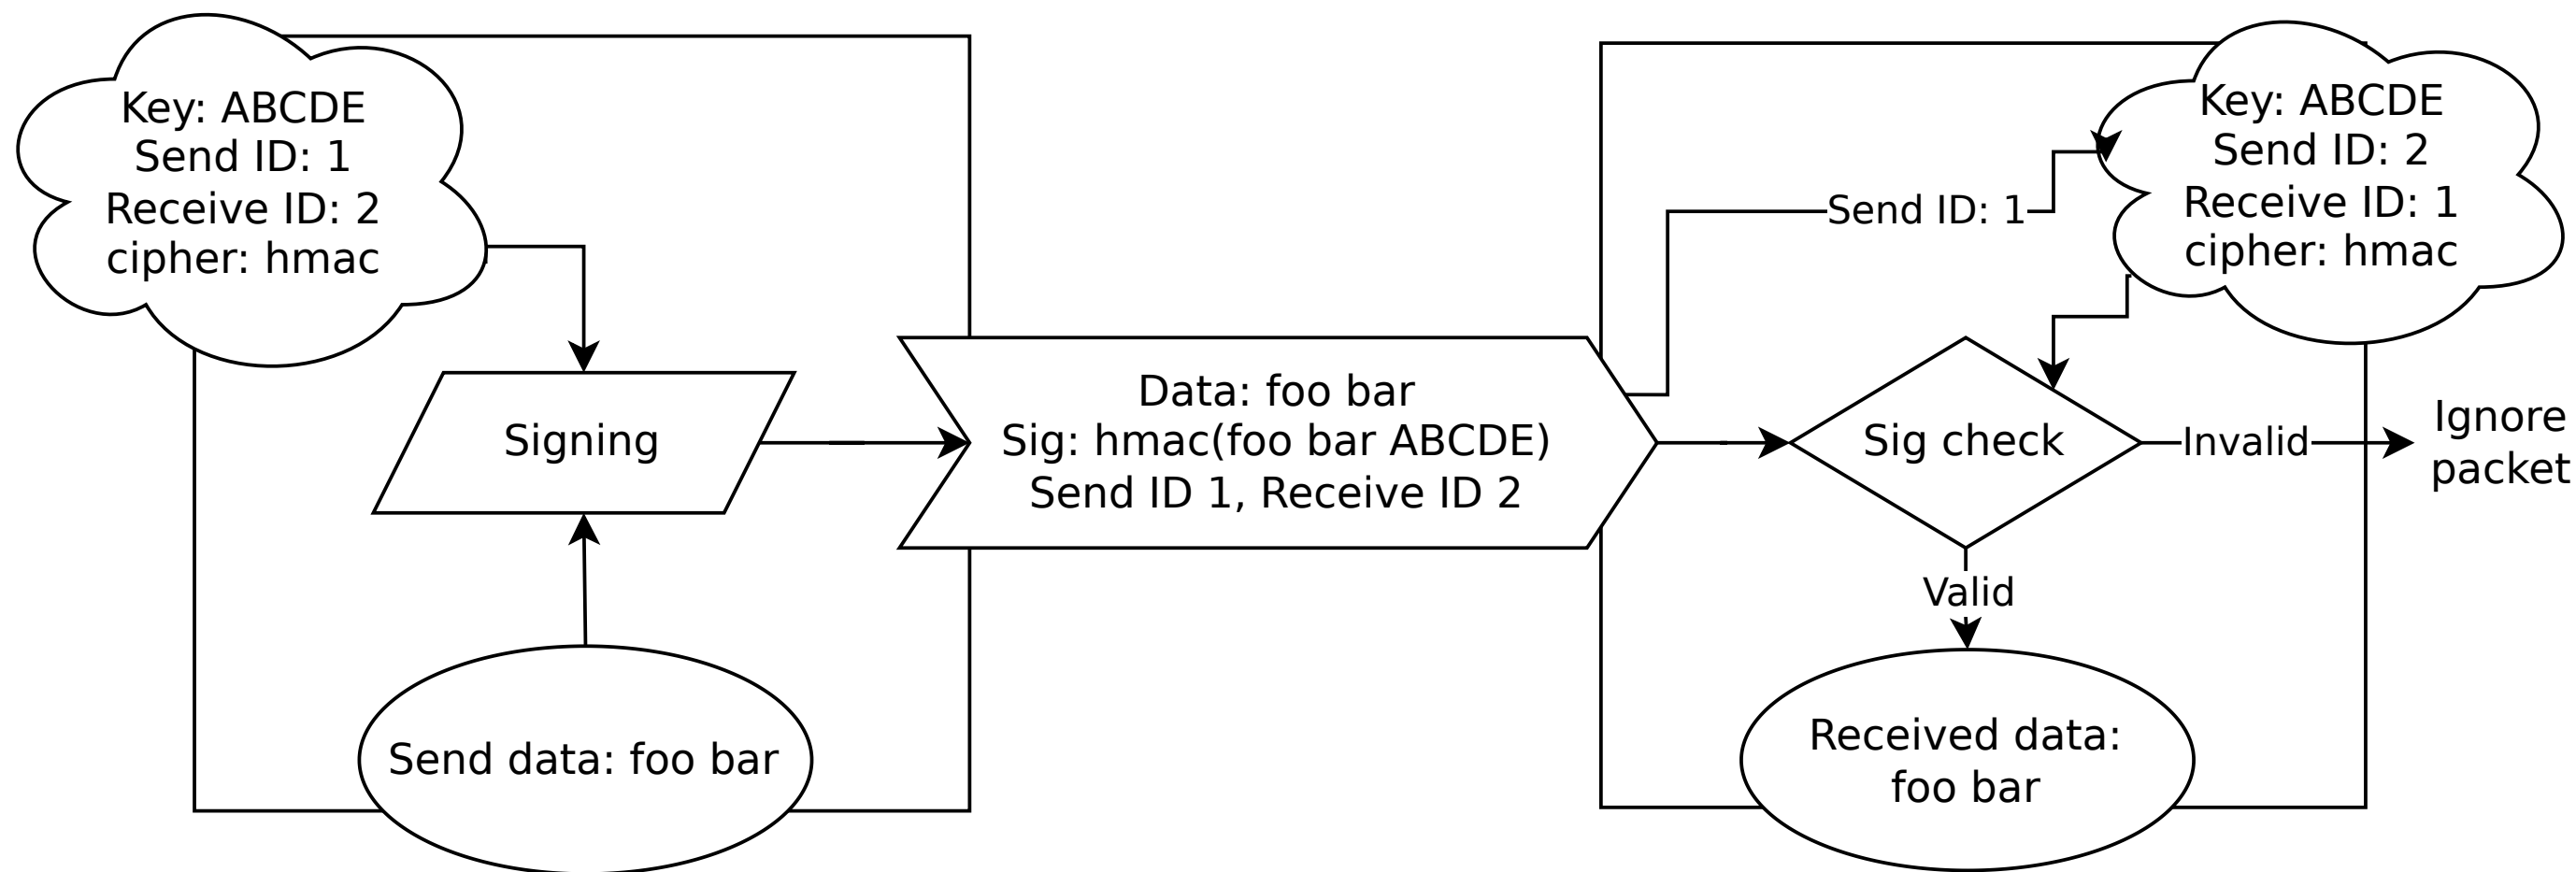 Key: ABCDE
Send ID: 1
Receive ID: 2
cipher: hmac
Signing
Send data: foo bar
Data: foo bar
Sig: hmac(foo bar ABCDE)
Send ID 1, Receive ID 2
Send ID: 1
Key: ABCDE
Send ID: 2
Receive ID: 1
cipher: hmac
Sig check
Invalid
Ignore
packet
Valid
Received data:
foo bar